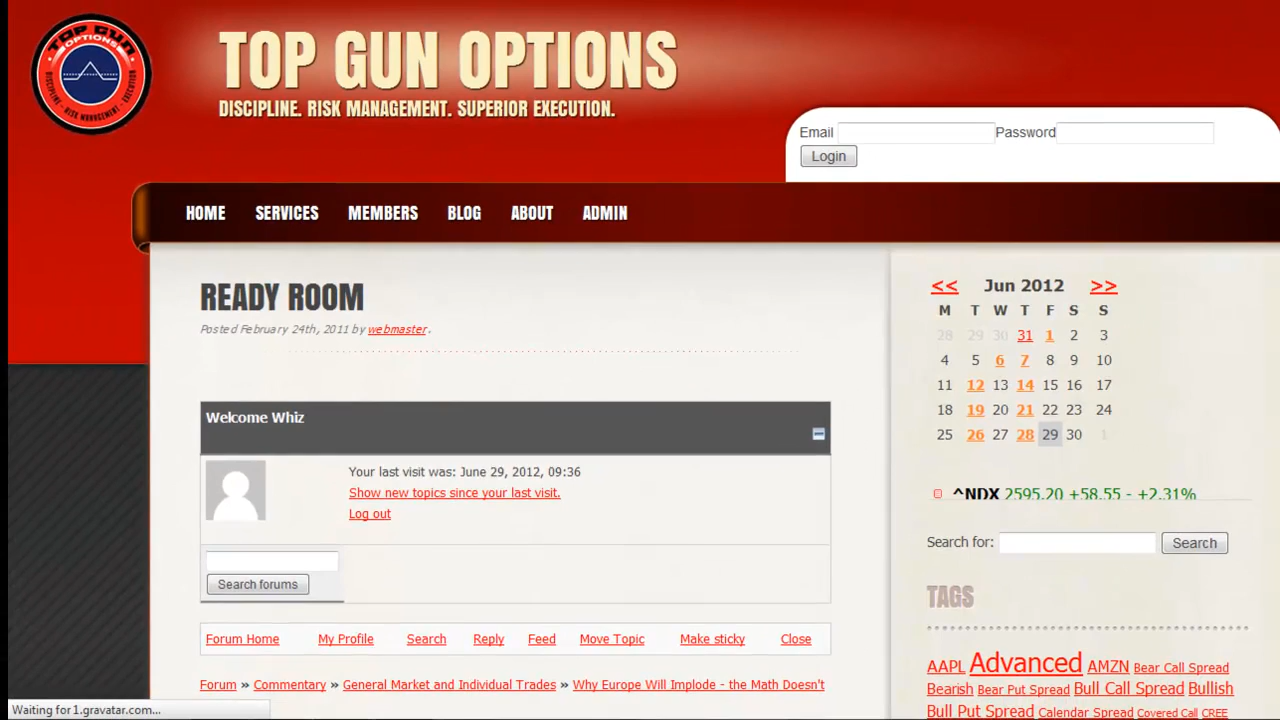 TOP GUN
OPTIONS
DISCIPLINE - RISK MANAGEMENT - EXECUTION
TOP GUN OPTIONS
DISCIPLINE. RISK MANAGEMENT. SUPERIOR EXECUTION.
Email Password
Login
HOME SERVICES MEMBERS BLOG ABOUT ADMIN
READY ROOM
Posted February 24th, 2011 by webmaster.
Welcome Whiz
Your last visit was: June 29, 2012, 09:36
Show new topics since your last visit.
Log out
Search forums
Forum Home My Profile Search Reply Feed Move Topic Make sticky Close
Forum » Commentary » General Market and Individual Trades » Why Europe Will Implode - the Math Doesn't
<< Jun 2012 >>
M T W T F S S
28 29 30 31 1 2 3
4 5 6 7 8 9 10
11 12 13 14 15 16 17
18 19 20 21 22 23 24
25 26 27 28 29 30 1
^NDX 2595.20 +58.55 - +2.31%
Search for: Search
TAGS
AAPL Advanced AMZN Bear Call Spread
Bearish Bear Put Spread Bull Call Spread Bullish
Bull Put Spread Calendar Spread Covered Call CREE
Waiting for 1.gravatar.com...